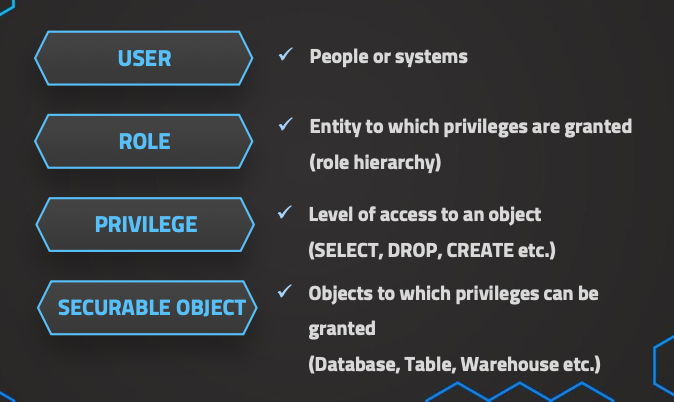 USER
People or systems
ROLE
Entity to which privileges are granted
(role hierarchy)
PRIVILEGE
Level of access to an object
(SELECT, DROP, CREATE etc.)
SECURABLE OBJECT
Objects to which privileges can be
granted
(Database, Table, Warehouse etc.)